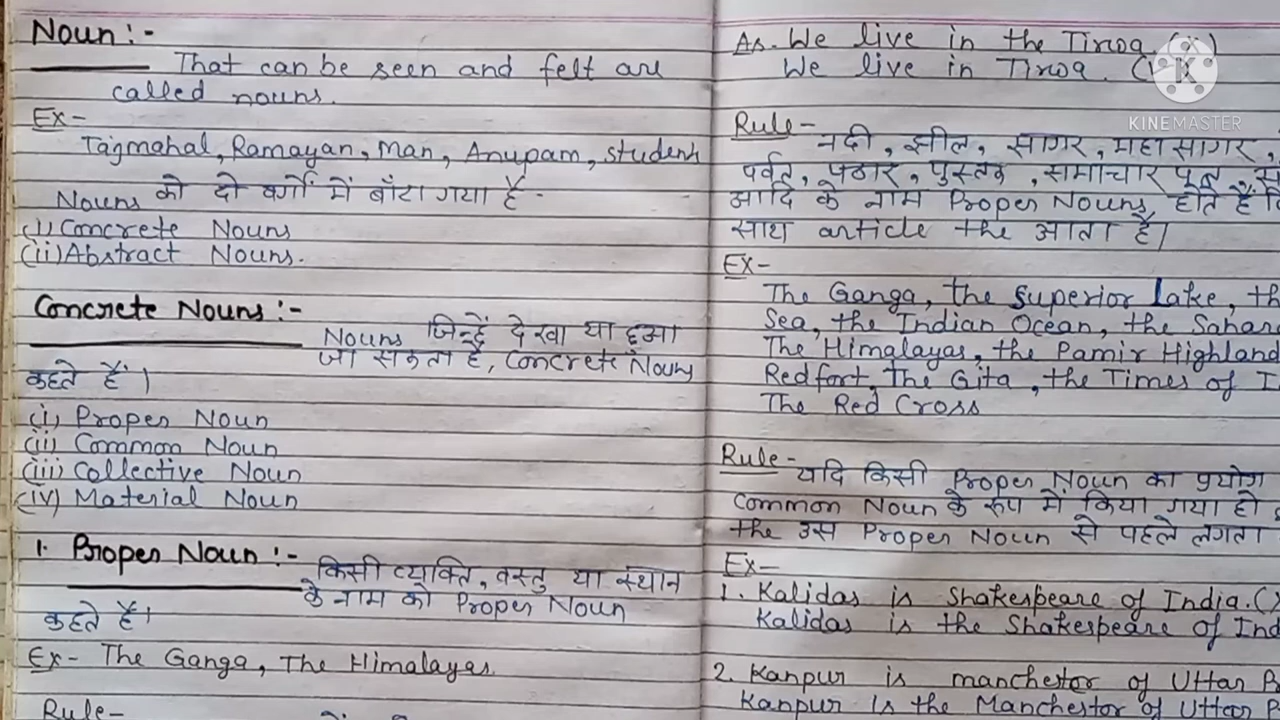 Noun :-
That can be seen and felt are
called nouns.
Ex-
Tajmahal, Ramayan, Man, Anupam, student
Nouns को दो वर्गों में बाँटा गया है -
(i) Concrete Nouns
(ii) Abstract Nouns.
Concrete Nouns :-
Nouns जिन्हें देखा या छुआ
जा सकता है, Concrete Nouns
कहते हैं।
(i) Proper Noun
(ii) Common Noun
(iii) Collective Noun
(iv) Material Noun
1. Proper Noun :-
किसी व्यक्ति, वस्तु या स्थान
के नाम को Proper Noun
कहते हैं।
Ex- The Ganga, The Himalayas.
Rule-
As. We live in the Tirwa.
We live in Tirwa.
KINEMASTER
Rule-
नदी, झील, सागर, महासागर,
पर्वत, पठार, पुस्तक, समाचार पत्र,
आदि के नाम Proper Nouns होते हैं
साथ article the आता है।
Ex-
The Ganga, the Superior Lake,
Sea, the Indian Ocean, the
The Himalayas, the Pamir Highland
Redfort, The Gita, the Times of
The Red Cross
Rule-
यदि किसी Proper Noun का प्रयोग
Common Noun के रूप में किया गया हो
the उस Proper Noun से पहले लगता
Ex-
1. Kalidas is Shakespeare of India.
Kalidas is the Shakespeare of
2. Kanpur is manchestor of Uttar
Kanpur is the Manchestor of Uttar